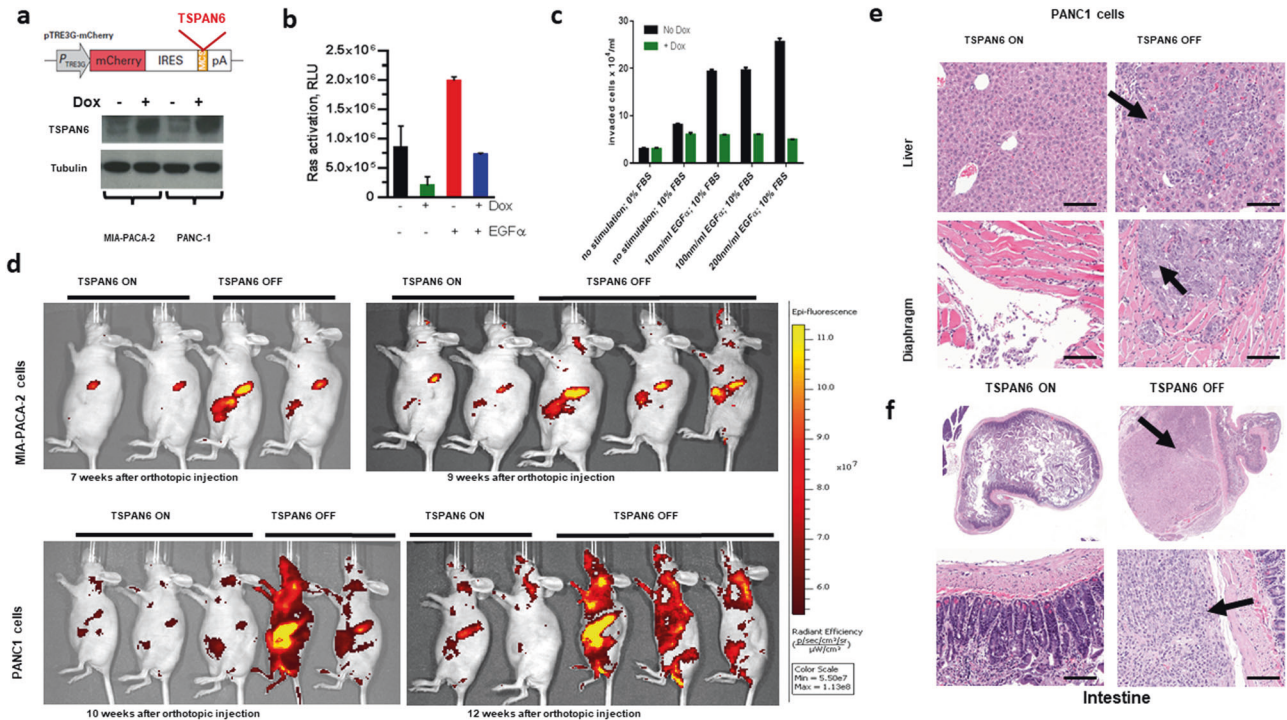 a
TSPAN6
pTRE3G-mCherry
PTRE3G
mCherry
IRES
MCS
pA
Dox - + - +
TSPAN6
Tubulin
MIA-PACA-2 PANC-1
b
Ras activation, RLU
2.5x10⁶
2.0x10⁶
1.5x10⁶
1.0x10⁶
5.0x10⁵
0
- + - + Dox
- - + + EGFα
c
No Dox
+ Dox
invaded cells x 10⁴/ml
30
20
10
0
no stimulation; 0% FBS
no stimulation; 10% FBS
10nm/ml EGFα; 10% FBS
100nm/ml EGFα; 10% FBS
200nm/ml EGFα; 10% FBS
d
TSPAN6 ON TSPAN6 OFF
TSPAN6 ON TSPAN6 OFF
MIA-PACA-2 cells
7 weeks after orthotopic injection
9 weeks after orthotopic injection
TSPAN6 ON TSPAN6 OFF
TSPAN6 ON TSPAN6 OFF
PANC1 cells
10 weeks after orthotopic injection
12 weeks after orthotopic injection
Epi-fluorescence
11.0
10.0
9.0
x10⁷
8.0
7.0
6.0
Radiant Efficiency
(p/sec/cm²/sr
µW/cm²)
Color Scale
Min = 5.50e7
Max = 1.13e8
e
PANC1 cells
TSPAN6 ON TSPAN6 OFF
Liver
Diaphragm
f
TSPAN6 ON TSPAN6 OFF
Intestine